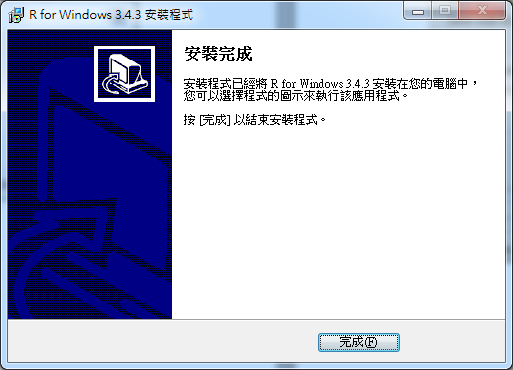 R for Windows 3.4.3 安裝程式
安裝完成
安裝程式已經將 R for Windows 3.4.3 安裝在您的電腦中，
您可以選擇程式的圖示來執行該應用程式。
按 [完成] 以結束安裝程式。
完成(F)